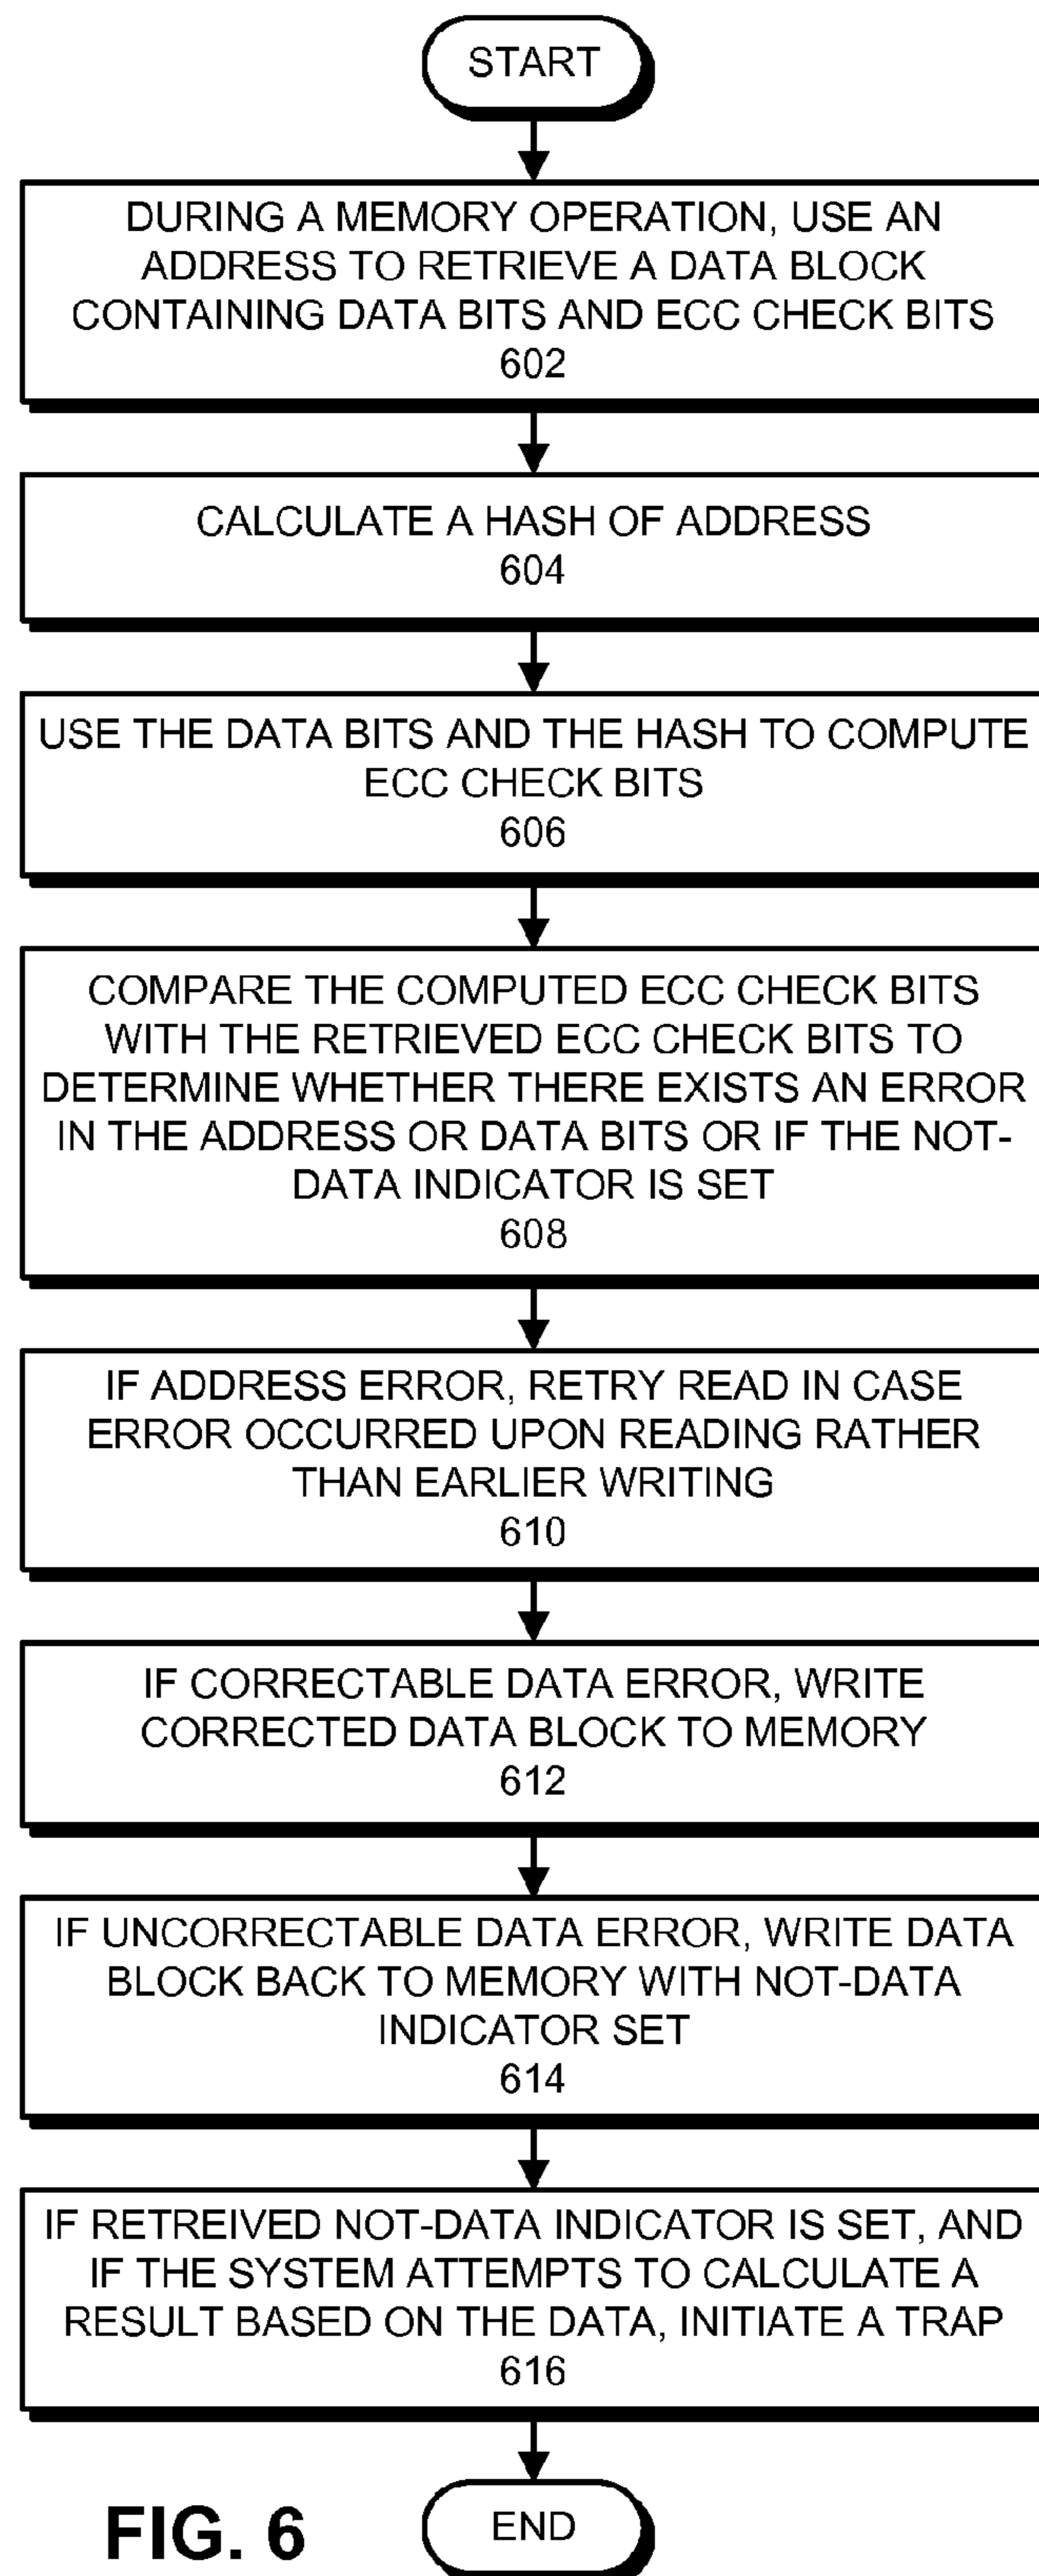 START
DURING A MEMORY OPERATION, USE AN
ADDRESS TO RETRIEVE A DATA BLOCK
CONTAINING DATA BITS AND ECC CHECK BITS
602
CALCULATE A HASH OF ADDRESS
604
USE THE DATA BITS AND THE HASH TO COMPUTE
ECC CHECK BITS
606
COMPARE THE COMPUTED ECC CHECK BITS
WITH THE RETRIEVED ECC CHECK BITS TO
DETERMINE WHETHER THERE EXISTS AN ERROR
IN THE ADDRESS OR DATA BITS OR IF THE NOT-
DATA INDICATOR IS SET
608
IF ADDRESS ERROR, RETRY READ IN CASE
ERROR OCCURRED UPON READING RATHER
THAN EARLIER WRITING
610
IF CORRECTABLE DATA ERROR, WRITE
CORRECTED DATA BLOCK TO MEMORY
612
IF UNCORRECTABLE DATA ERROR, WRITE DATA
BLOCK BACK TO MEMORY WITH NOT-DATA
INDICATOR SET
614
IF RETREIVED NOT-DATA INDICATOR IS SET, AND
IF THE SYSTEM ATTEMPTS TO CALCULATE A
RESULT BASED ON THE DATA, INITIATE A TRAP
616
END
FIG. 6